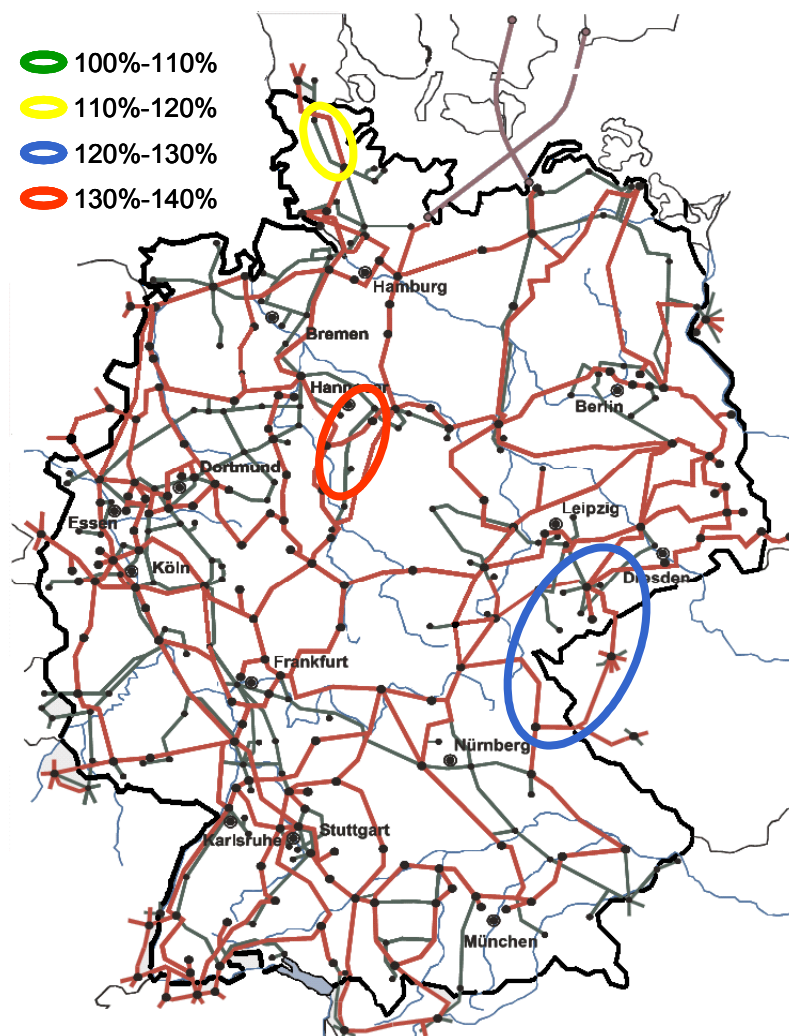 100%-110%
110%-120%
120%-130%
130%-140%
Hamburg
Bremen
Hannover
Berlin
Dortmund
Essen
Leipzig
Köln
Dresden
Frankfurt
Nürnberg
Karlsruhe
Stuttgart
München